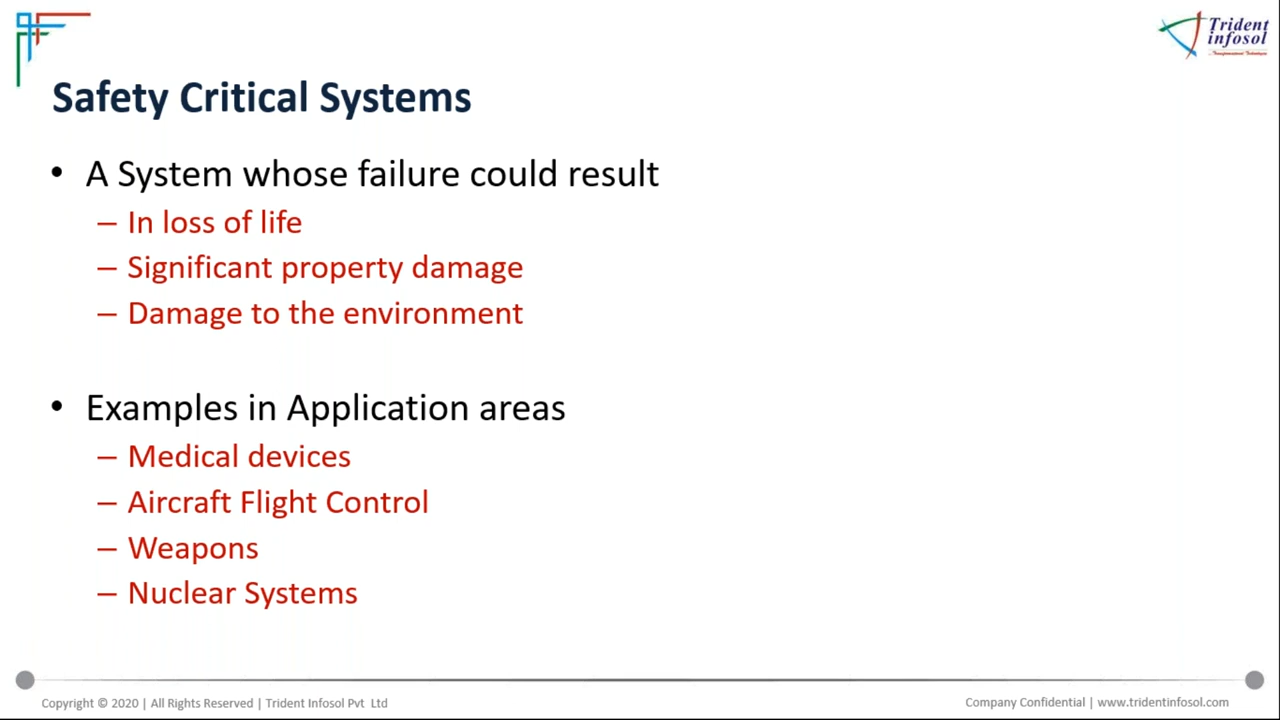 Trident
infosol
Safety Critical Systems
• A System whose failure could result
– In loss of life
– Significant property damage
– Damage to the environment
• Examples in Application areas
– Medical devices
– Aircraft Flight Control
– Weapons
– Nuclear Systems
Copyright © 2020 | All Rights Reserved | Trident Infosol Pvt Ltd
Company Confidential | www.tridentinfosol.com